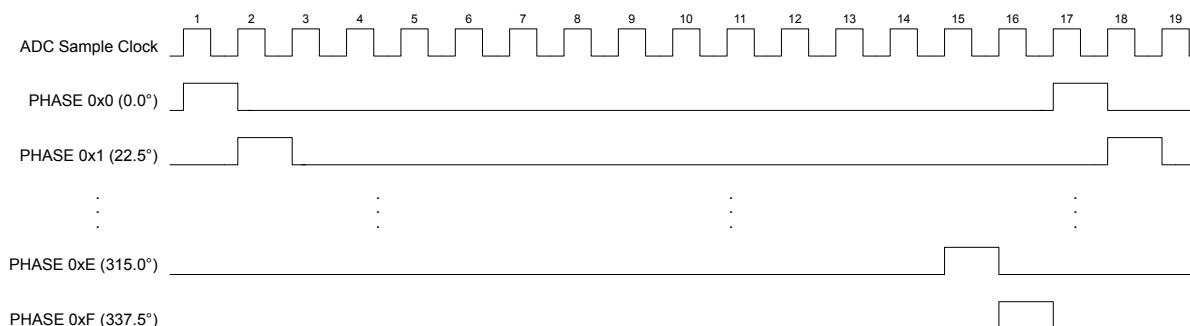 1 2 3 4 5 6 7 8 9 10 11 12 13 14 15 16 17 18 19
ADC Sample Clock
PHASE 0x0 (0.0°)
PHASE 0x1 (22.5°)
PHASE 0xE (315.0°)
PHASE 0xF (337.5°)